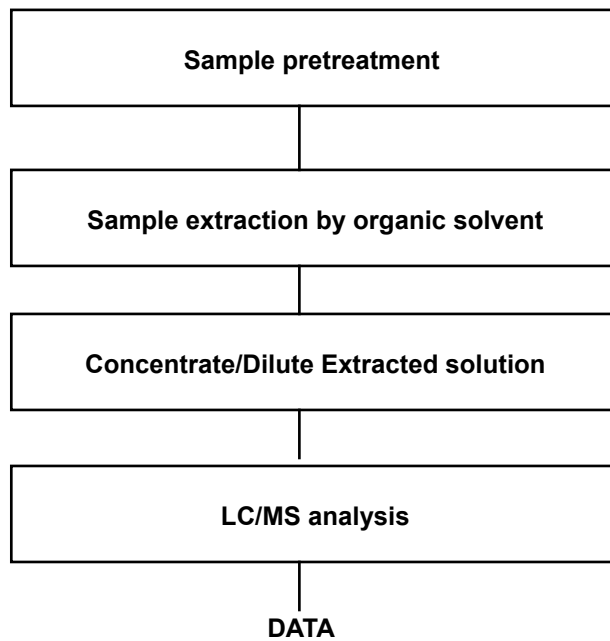 Sample pretreatment
Sample extraction by organic solvent
Concentrate/Dilute Extracted solution
LC/MS analysis
DATA